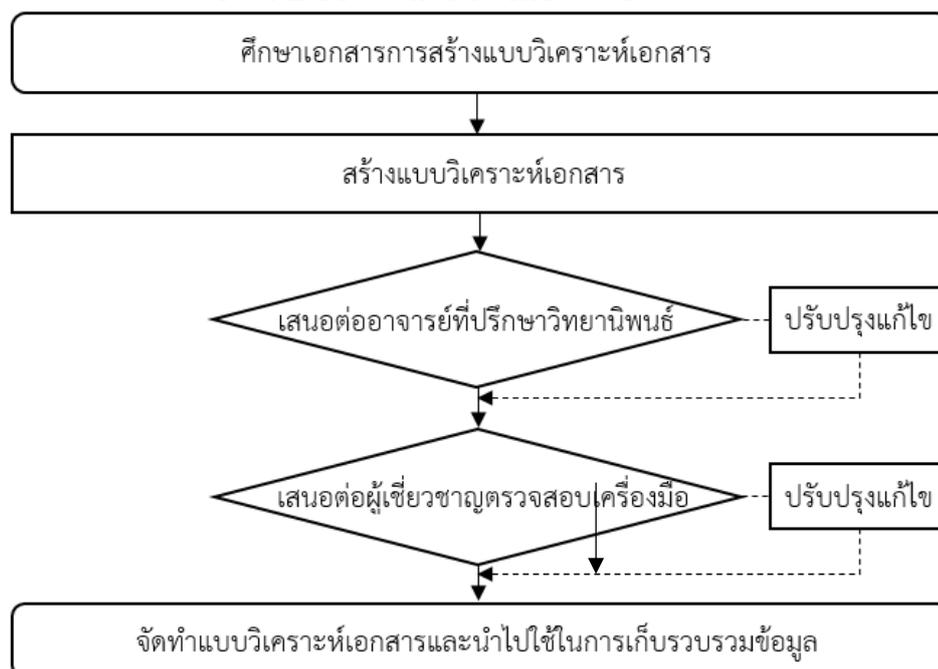 ศึกษาเอกสารการสร้างแบบวิเคราะห์เอกสาร
สร้างแบบวิเคราะห์เอกสาร
เสนอต่ออาจารย์ที่ปรึกษาวิทยานิพนธ์
ปรับปรุงแก้ไข
เสนอต่อผู้เชี่ยวชาญตรวจสอบเครื่องมือ
ปรับปรุงแก้ไข
จัดทำแบบวิเคราะห์เอกสารและนำไปใช้ในการเก็บรวบรวมข้อมูล